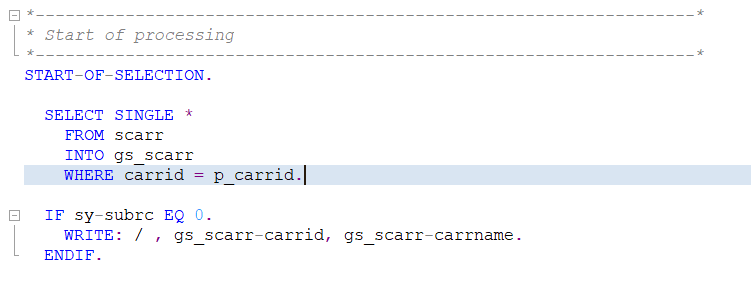 *------------------------------------------------------------------*
* Start of processing
*------------------------------------------------------------------*
START-OF-SELECTION.
SELECT SINGLE *
FROM scarr
INTO gs_scarr
WHERE carrid = p_carrid.
IF sy-subrc EQ 0.
WRITE: / , gs_scarr-carrid, gs_scarr-carrname.
ENDIF.